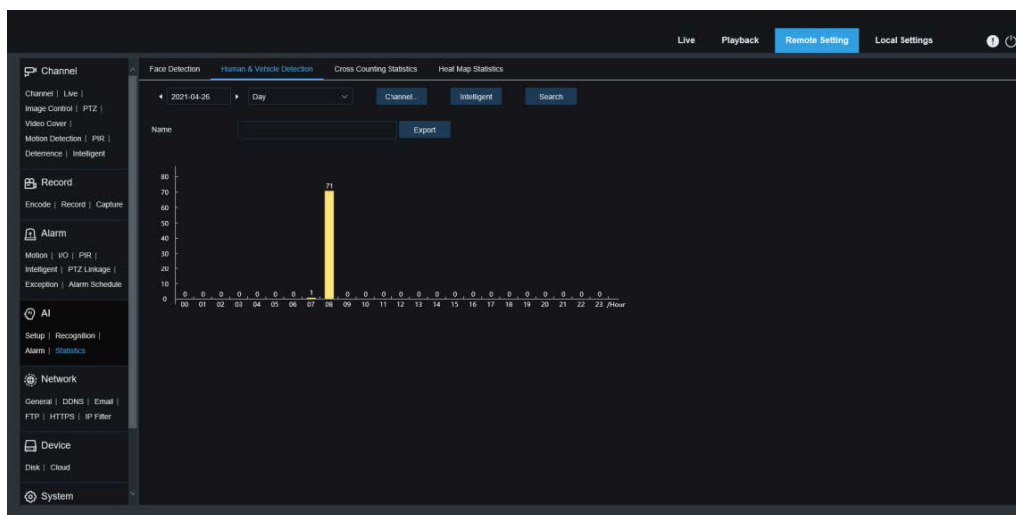 Live Playback Remote Setting Local Settings
Channel
Channel | Live |
Image Control | PTZ |
Video Cover |
Motion Detection | PIR |
Deterrence | Intelligent
Record
Encode | Record | Capture
Alarm
Motion | I/O | PIR |
Intelligent | PTZ Linkage |
Exception | Alarm Schedule
AI
Setup | Recognition |
Alarm | Statistics
Network
General | DDNS | Email |
FTP | HTTPS | IP Filter
Device
Disk | Cloud
System
Face Detection Human & Vehicle Detection Cross Counting Statistics Heat Map Statistics
2021-04-26 Day Channel... Intelligent Search
Name Export
80
70
60
50
40
30
20
10
0
0 0 0 0 0 0 0 1 71 0 0 0 0 0 0 0 0 0 0 0 0 0 0 0
00 01 02 03 04 05 06 07 08 09 10 11 12 13 14 15 16 17 18 19 20 21 22 23 /Hour